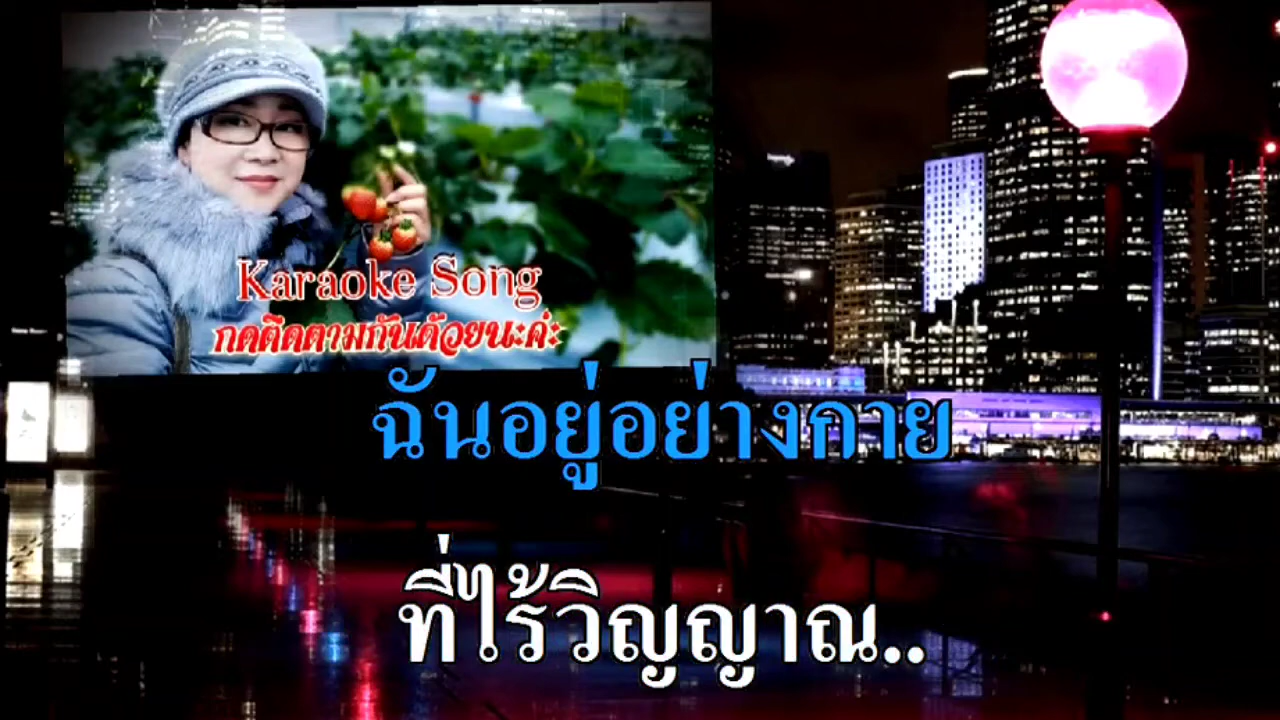 Karaoke Song
กดติดตามกันด้วยนะค่ะ
ฉันอยู่อย่างกาย
ที่ไร้วิญญาณ..